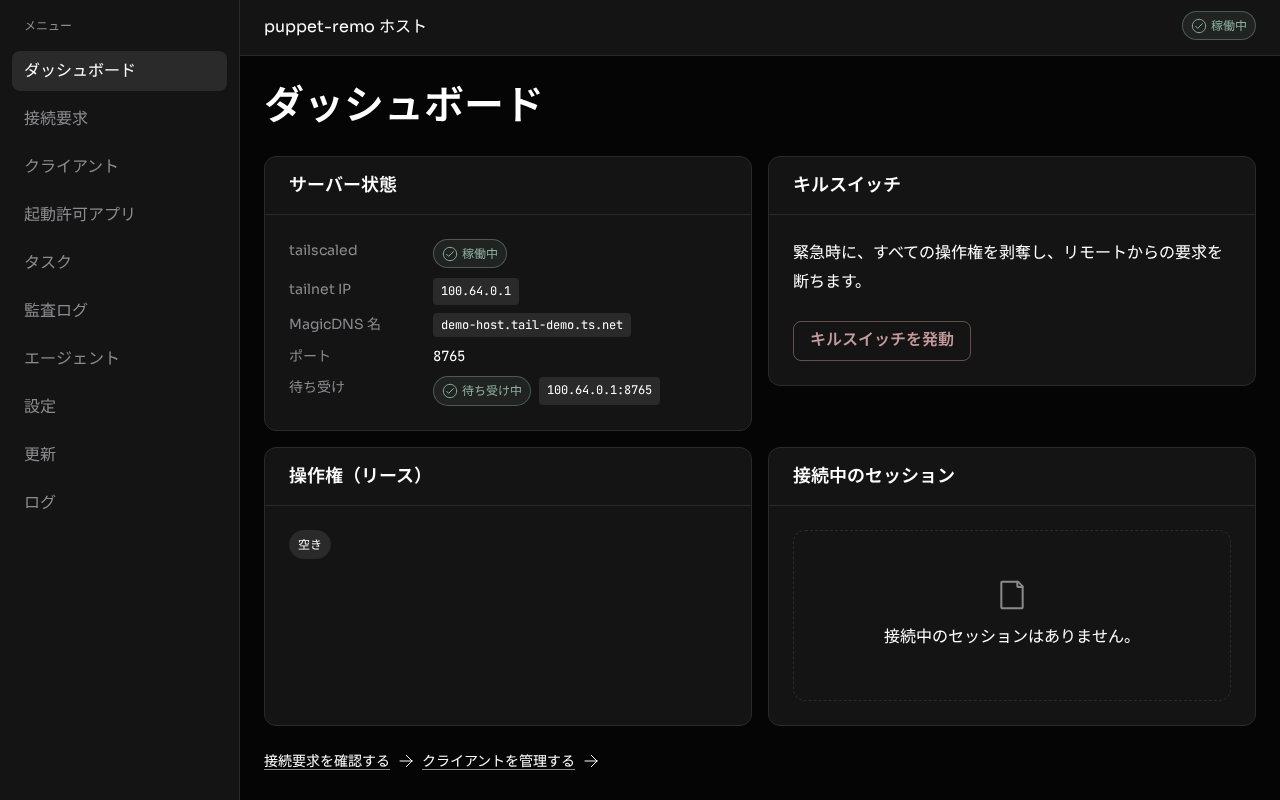 メニュー
ダッシュボード
接続要求
クライアント
起動許可アプリ
タスク
監査ログ
エージェント
設定
更新
ログ
puppet-remo ホスト
稼働中
ダッシュボード
サーバー状態
tailscaled 稼働中
tailnet IP 100.64.0.1
MagicDNS 名 demo-host.tail-demo.ts.net
ポート 8765
待ち受け 待ち受け中 100.64.0.1:8765
キルスイッチ
緊急時に、すべての操作権を剥奪し、リモートからの要求を
断ちます。
キルスイッチを発動
操作権（リース）
空き
接続中のセッション
接続中のセッションはありません。
接続要求を確認する → クライアントを管理する →